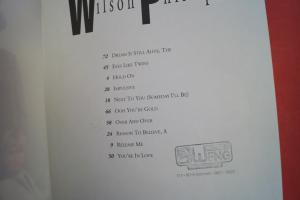 Wilson Phillips
72 Dream Is Still Alive, The
45 Eyes Like Twins
4 Hold On
28 Impulsive
18 Next To You (Someday I'll Be)
66 Ooh You're Gold
58 Over And Over
24 Reason To Believe, A
9 Release Me
50 You're In Love